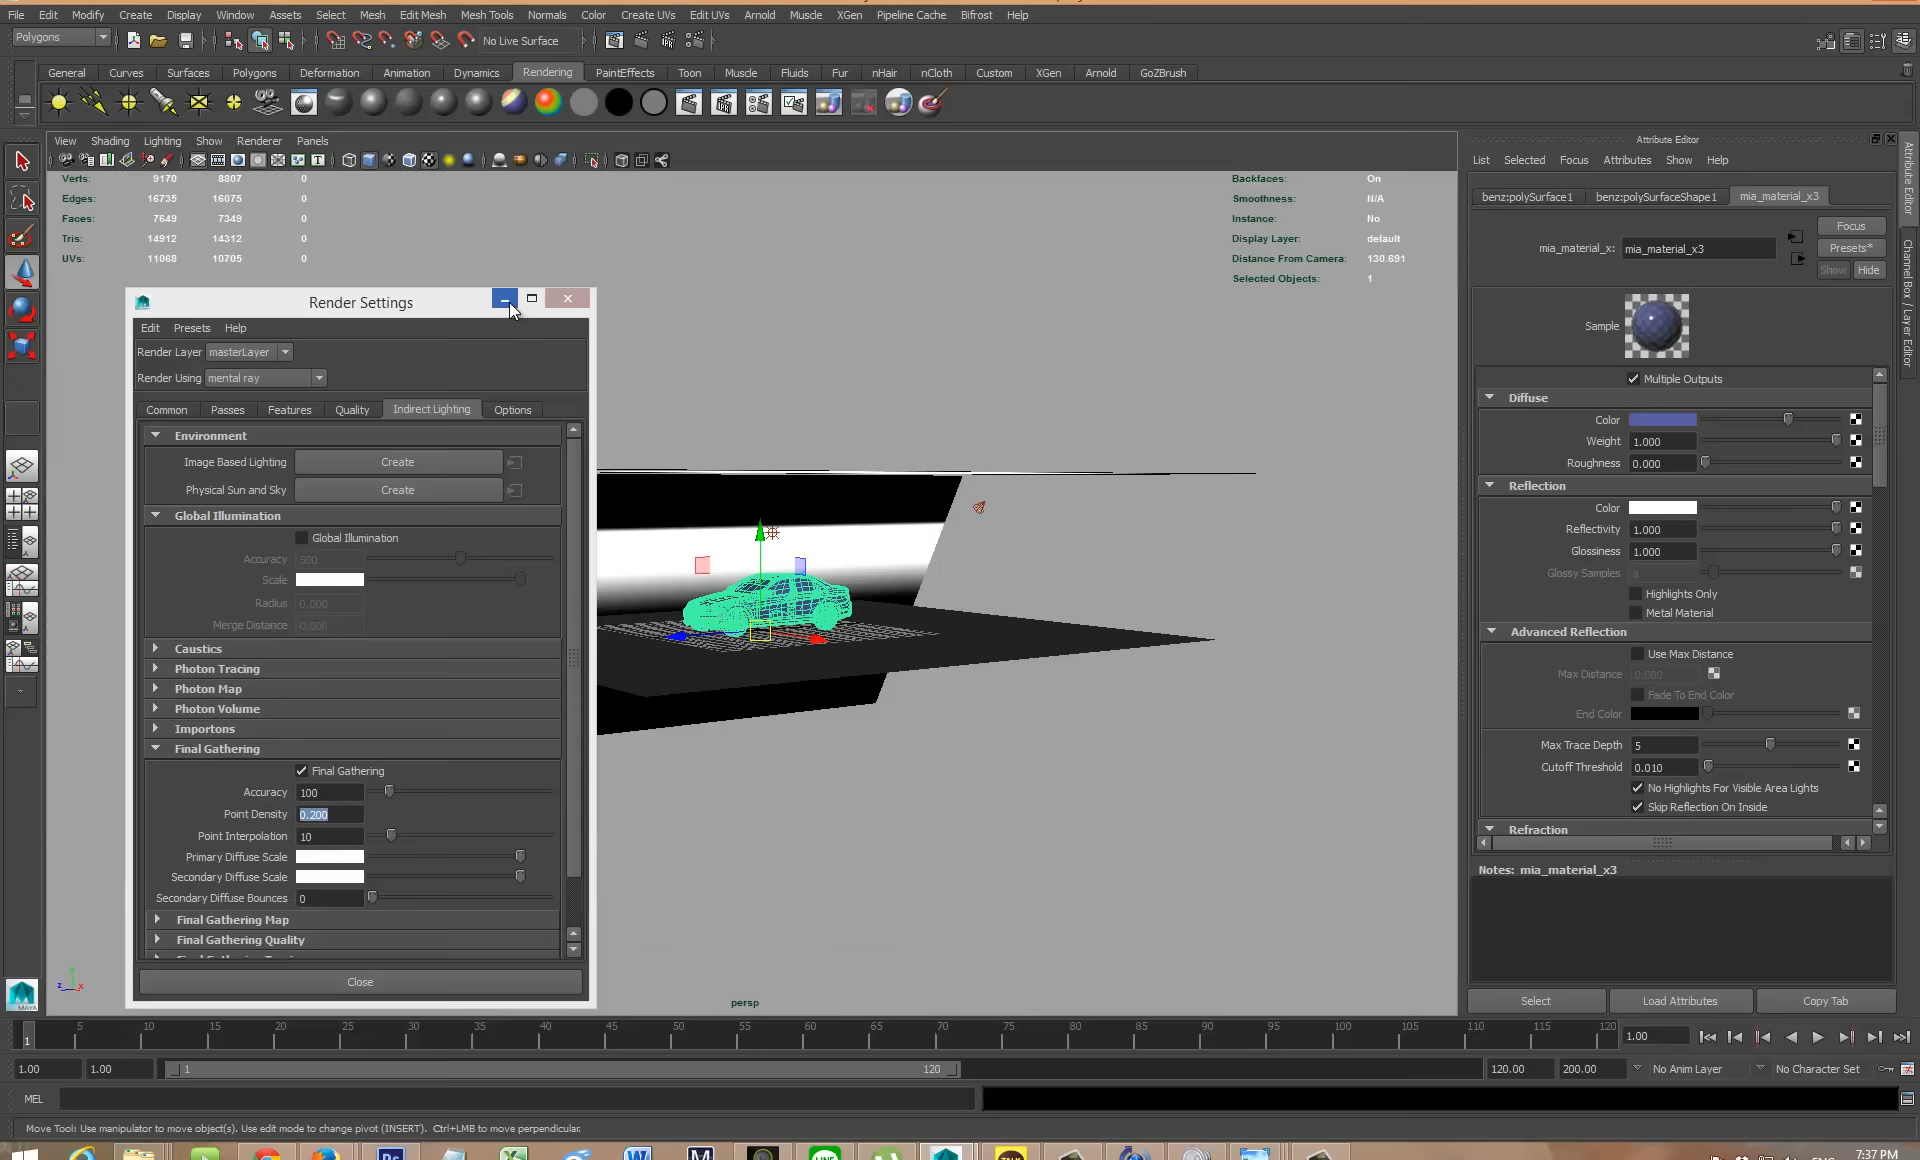 File Edit Modify Create Display Window Assets Select Mesh Edit Mesh Mesh Tools Normals Color Create UVs Edit UVs Arnold Muscle XGen Pipeline Cache Bifrost Help
Polygons No Live Surface
General Curves Surfaces Polygons Deformation Animation Dynamics Rendering PaintEffects Toon Muscle Fluids Fur nHair nCloth Custom XGen Arnold GoZBrush
View Shading Lighting Show Renderer Panels
Verts: 9170 8807 0
Edges: 16735 16075 0
Faces: 7649 7349 0
Tris: 14912 14312 0
UVs: 11068 10705 0
Backfaces: On
Smoothness: N/A
Instance: No
Display Layer: default
Distance From Camera: 130.691
Selected Objects: 1
Render Settings
Edit Presets Help
Render Layer masterLayer
Render Using mental ray
Common Passes Features Quality Indirect Lighting Options
Environment
Image Based Lighting Create
Physical Sun and Sky Create
Global Illumination
Global Illumination
Accuracy 500
Scale
Radius 0.000
Merge Distance 0.000
Caustics
Photon Tracing
Photon Map
Photon Volume
Importons
Final Gathering
Final Gathering
Accuracy 100
Point Density 0.200
Point Interpolation 10
Primary Diffuse Scale
Secondary Diffuse Scale
Secondary Diffuse Bounces 0
Final Gathering Map
Final Gathering Quality
Close
persp
z x
MAYA
Attribute Editor
List Selected Focus Attributes Show Help
benz:polySurface1 benz:polySurfaceShape1 mia_material_x3
Focus
mia_material_x: mia_material_x3 Presets*
Show Hide
Sample
Multiple Outputs
Diffuse
Color
Weight 1.000
Roughness 0.000
Reflection
Color
Reflectivity 1.000
Glossiness 1.000
Glossy Samples 8
Highlights Only
Metal Material
Advanced Reflection
Use Max Distance
Max Distance 0.000
Fade To End Color
End Color
Max Trace Depth 5
Cutoff Threshold 0.010
No Highlights For Visible Area Lights
Skip Reflection On Inside
Refraction
Notes: mia_material_x3
Select Load Attributes Copy Tab
Attribute Editor
Channel Box / Layer Editor
1 5 10 15 20 25 30 35 40 45 50 55 60 65 70 75 80 85 90 95 100 105 110 115 120 1.00
1.00 1.00 1 120 120.00 200.00 No Anim Layer No Character Set
MEL
Move Tool: Use manipulator to move object(s). Use edit mode to change pivot (INSERT). Ctrl+LMB to move perpendicular.
7:37 PM